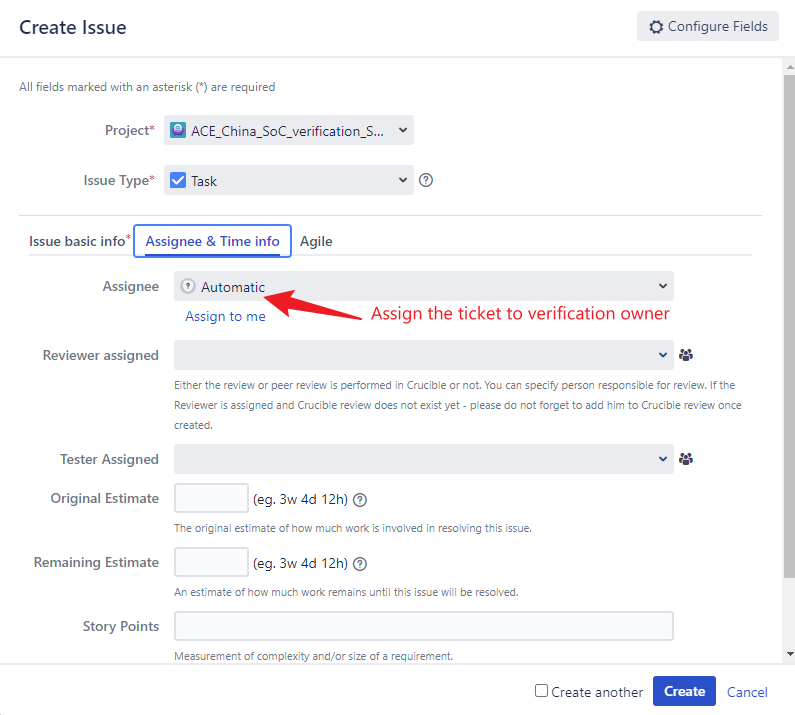 Create Issue
Configure Fields
All fields marked with an asterisk (*) are required
Project*
ACE_China_SoC_verification_S...
Issue Type*
Task
Issue basic info*
Assignee & Time info
Agile
Assignee
Automatic
Assign to me
Assign the ticket to verification owner
Reviewer assigned
Either the review or peer review is performed in Crucible or not. You can specify person responsible for review. If the
Reviewer is assigned and Crucible review does not exist yet - please do not forget to add him to Crucible review once
created.
Tester Assigned
Original Estimate
(eg. 3w 4d 12h)
The original estimate of how much work is involved in resolving this issue.
Remaining Estimate
(eg. 3w 4d 12h)
An estimate of how much work remains until this issue will be resolved.
Story Points
Measurement of complexity and/or size of a requirement.
Create another
Create
Cancel